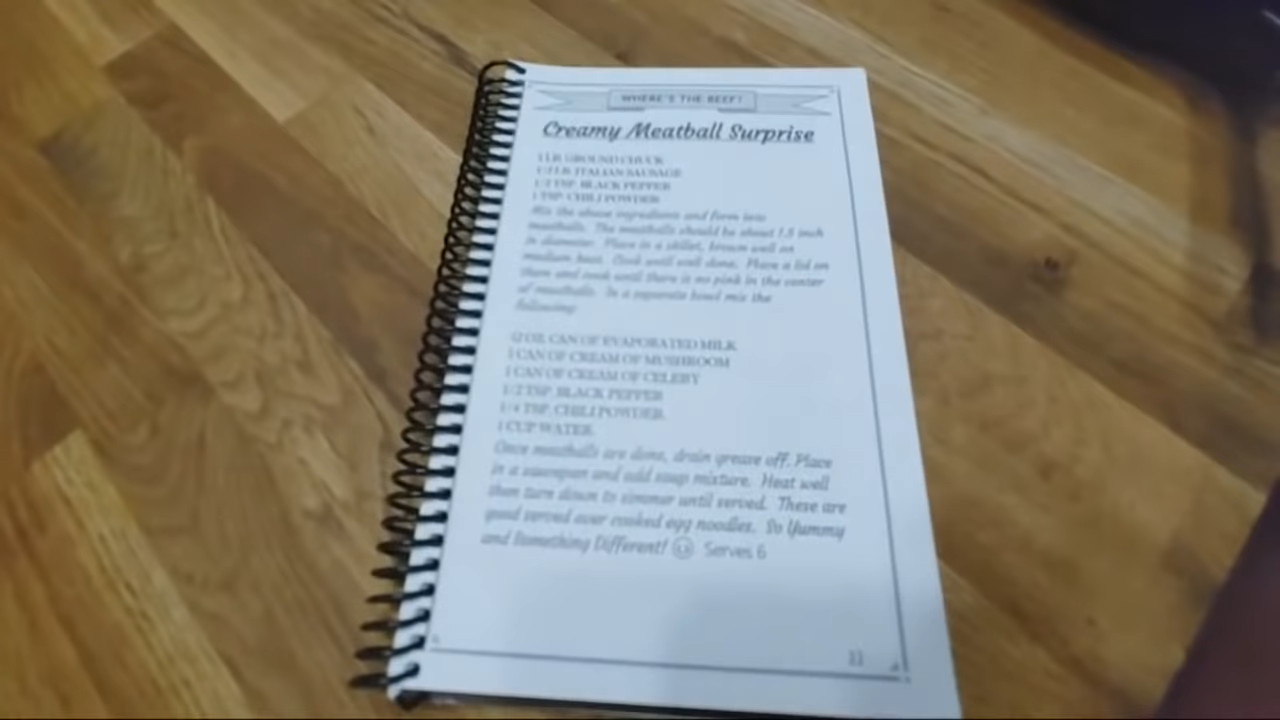 WHERE'S THE BEEF?
Creamy Meatball Surprise
1 LB. GROUND CHUCK
1/2 LB. ITALIAN SAUSAGE
1/2 TSP. BLACK PEPPER
1 TSP. CHILI POWDER
Mix the above ingredients and form into
meatballs. The meatballs should be about 1.5 inch
in diameter. Place in a skillet, brown well on
medium heat. Cook until well done. Place a lid on
them and cook until there is no pink in the center
of meatballs. In a separate bowl mix the
following:
12 OZ. CAN OF EVAPORATED MILK
1 CAN OF CREAM OF MUSHROOM
1 CAN OF CREAM OF CELERY
1/2 TSP. BLACK PEPPER
1/4 TSP. CHILI POWDER
1 CUP WATER
Once meatballs are done, drain grease off. Place
in a saucepan and add soup mixture. Heat well
then turn down to simmer until served. These are
good served over cooked egg noodles. So Yummy
and Something Different! Serves 6
11